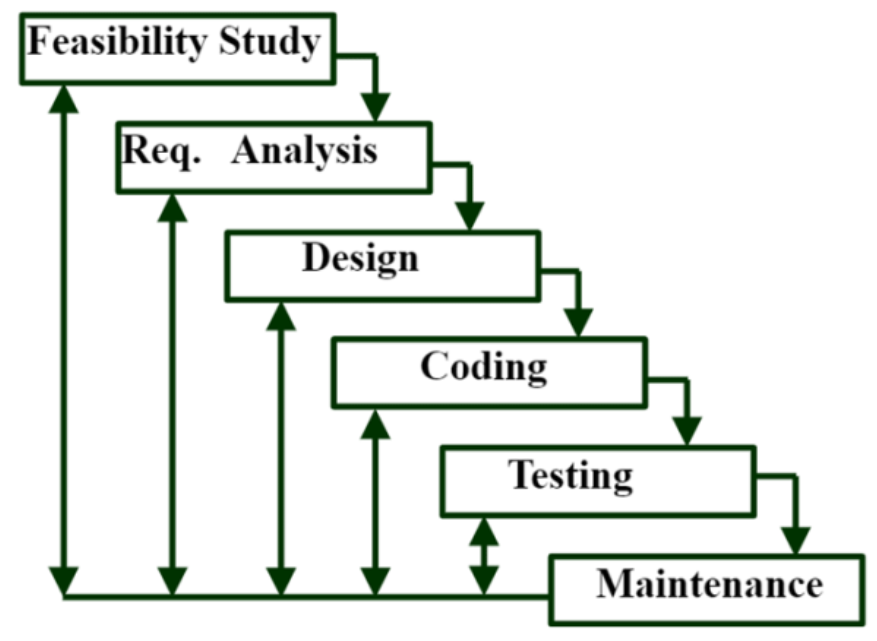 Feasibility Study
Req. Analysis
Design
Coding
Testing
Maintenance